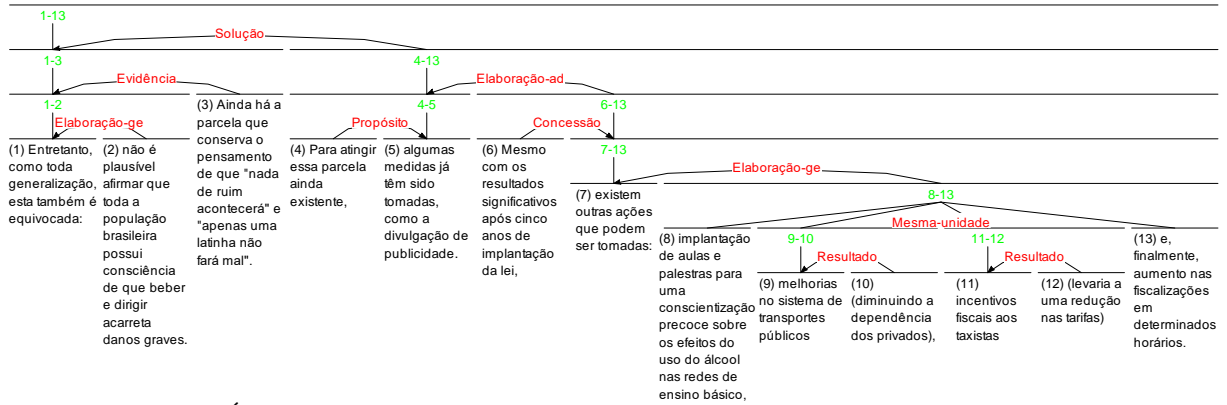 1-13
Solução
1-3
4-13
Evidência
Elaboração-ad
1-2
(3) Ainda há a
parcela que
conserva o
pensamento
de que "nada
de ruim
acontecerá" e
"apenas uma
latinha não
fará mal".
4-5
6-13
Elaboração-ge
Propósito
Concessão
(1) Entretanto,
como toda
generalização,
esta também é
equivocada:
(2) não é
plausível
afirmar que
toda a
população
brasileira
possui
consciência
de que beber
e dirigir
acarreta
danos graves.
(4) Para atingir
essa parcela
ainda
existente,
(5) algumas
medidas já
têm sido
tomadas,
como a
divulgação de
publicidade.
(6) Mesmo
com os
resultados
significativos
após cinco
anos de
implantação
da lei,
7-13
Elaboração-ge
(7) existem
outras ações
que podem
ser tomadas:
8-13
Mesma-unidade
(8) implantação
de aulas e
palestras para
uma
conscientização
precoce sobre
os efeitos do
uso do álcool
nas redes de
ensino básico,
9-10
Resultado
(9) melhorias
no sistema de
transportes
públicos
(10)
(diminuindo a
dependência
dos privados),
11-12
Resultado
(11)
incentivos
fiscais aos
taxistas
(12) (levaria a
uma redução
nas tarifas)
(13) e,
finalmente,
aumento nas
fiscalizações
em
determinados
horários.